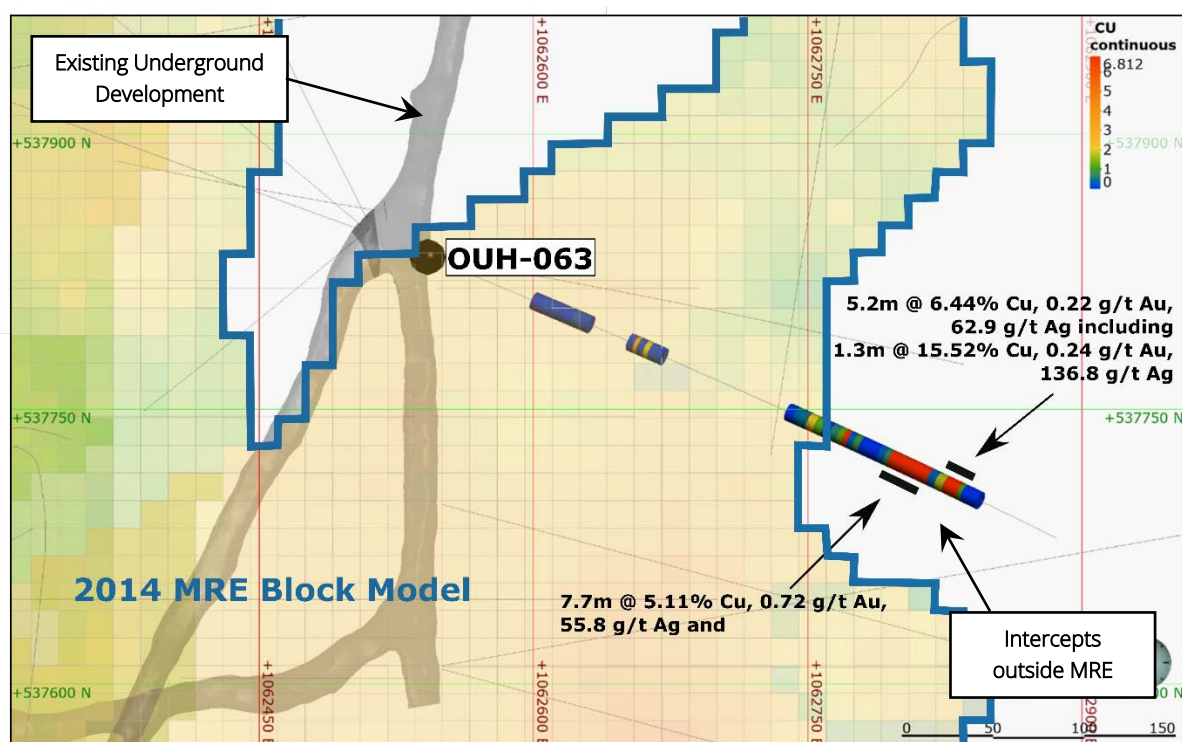 Existing Underground
Development
+1062600 E
+1062750 E
CU
continuous
6.812
6
5
4
3
2
1
0
+537900 N
+537900 N
OUH-063
5.2m @ 6.44% Cu, 0.22 g/t Au,
62.9 g/t Ag including
1.3m @ 15.52% Cu, 0.24 g/t Au,
136.8 g/t Ag
+537750 N
+537750 N
2014 MRE Block Model
7.7m @ 5.11% Cu, 0.72 g/t Au,
55.8 g/t Ag and
Intercepts
outside MRE
+537600 N
+1062450 E
+1062600 E
+1062750 E
0
50
100
150